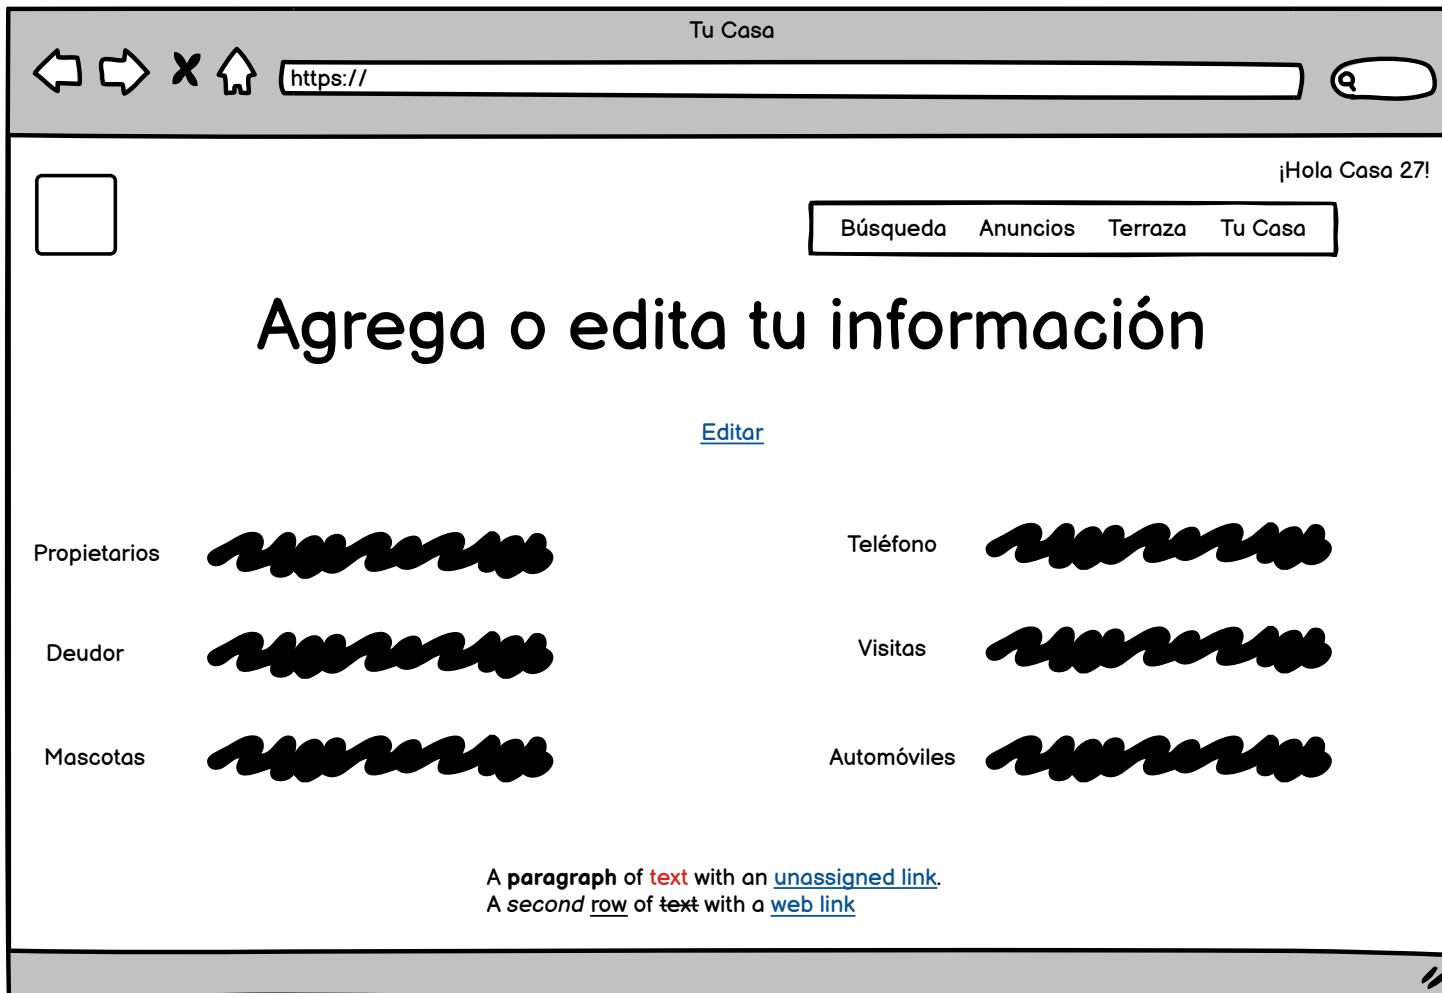 Tu Casa
https://
¡Hola Casa 27!
Búsqueda Anuncios Terraza Tu Casa
Agrega o edita tu información
Editar
Propietarios
Teléfono
Deudor
Visitas
Mascotas
Automóviles
A paragraph of text with an unassigned link.
A second row of text with a web link